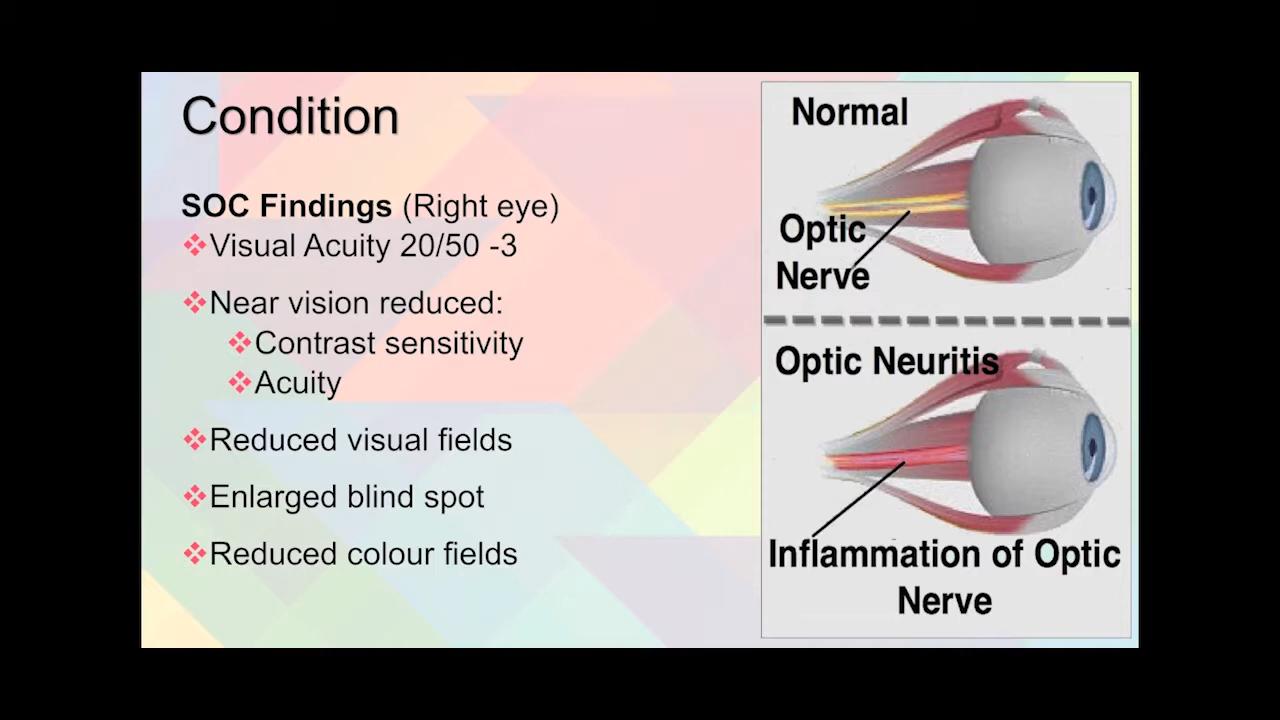 Condition
SOC Findings (Right eye)
❖Visual Acuity 20/50 -3
❖Near vision reduced:
❖Contrast sensitivity
❖Acuity
❖Reduced visual fields
❖Enlarged blind spot
❖Reduced colour fields
Normal
Optic
Nerve
Optic Neuritis
Inflammation of Optic
Nerve